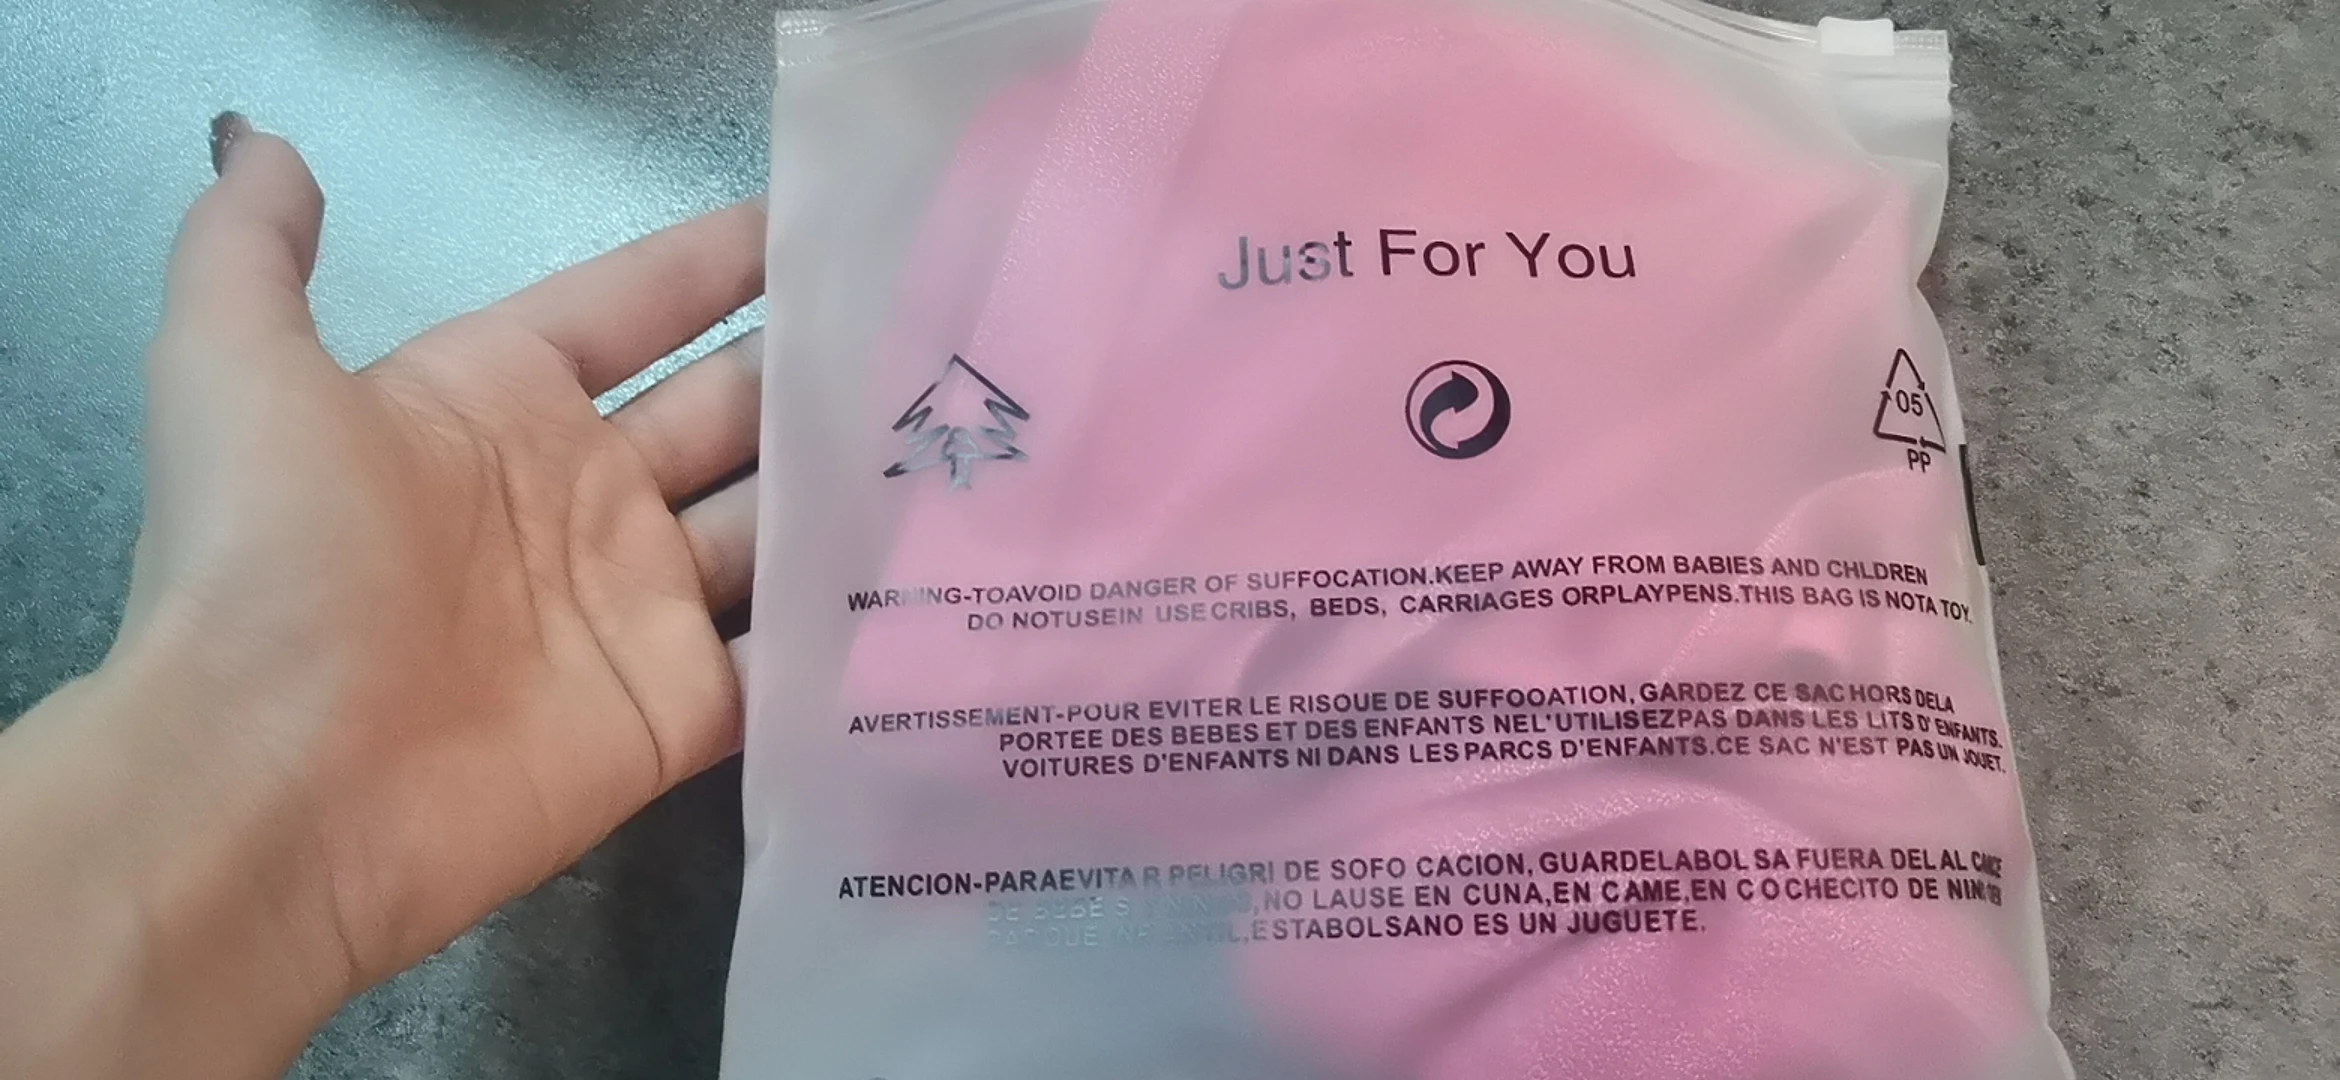 Just For You
05
PP
WARNING-TOAVOID DANGER OF SUFFOCATION.KEEP AWAY FROM BABIES AND CHLDREN
DO NOTUSEIN USE CRIBS, BEDS, CARRIAGES ORPLAYPENS.THIS BAG IS NOTA TOY.
AVERTISSEMENT-POUR EVITER LE RISOUE DE SUFFOOATION, GARDEZ CE SAC HORS DELA
PORTEE DES BEBES ET DES ENFANTS NEL'UTILISEZPAS DANS LES LITS D'ENFANTS.
VOITURES D'ENFANTS NI DANS LES PARCS D'ENFANTS.CE SAC N'EST PAS UN JOUET.
ATENCION-PARAEVITA R PELIGRI DE SOFO CACION, GUARDELABOL SA FUERA DEL AL
DE BEBE S ,NO LAUSE EN CUNA,EN CAME,EN COCHECITO DE
,ESTABOLSANO ES UN JUGUETE.